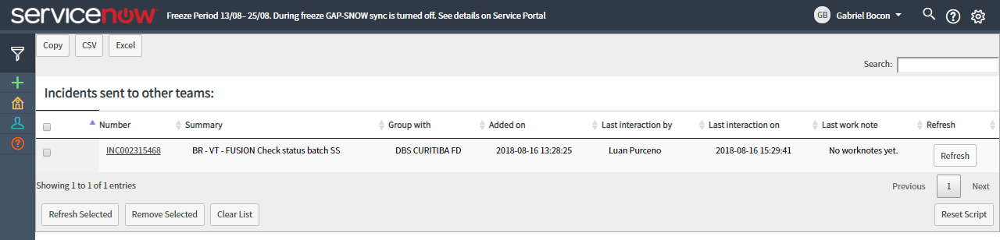 servicenow Freeze Period 13/08– 25/08. During freeze GAP-SNOW sync is turned off. See details on Service Portal GB Gabriel Bocon
Copy CSV Excel
Search:
Incidents sent to other teams:
Number Summary Group with Added on Last interaction by Last interaction on Last work note Refresh
INC002315468 BR - VT - FUSION Check status batch SS DBS CURITIBA FD 2018-08-16 13:28:25 Luan Purceno 2018-08-16 15:29:41 No worknotes yet. Refresh
Showing 1 to 1 of 1 entries Previous 1 Next
Refresh Selected Remove Selected Clear List Reset Script